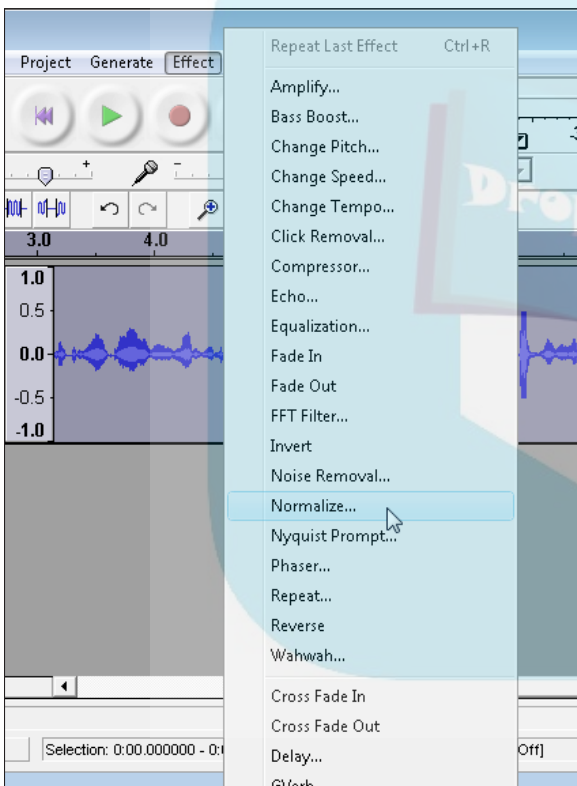 Project Generate Effect
Repeat Last Effect Ctrl+R
Amplify...
Bass Boost...
Change Pitch...
Change Speed...
Change Tempo...
Click Removal...
Compressor...
Echo...
Equalization...
Fade In
Fade Out
FFT Filter...
Invert
Noise Removal...
Normalize...
Nyquist Prompt...
Phaser...
Repeat...
Reverse
Wahwah...
Cross Fade In
Cross Fade Out
Delay...
GVerb
3.0 4.0
1.0
0.5
0.0
-0.5
-1.0
Selection: 0:00.000000 - 0:
Off]